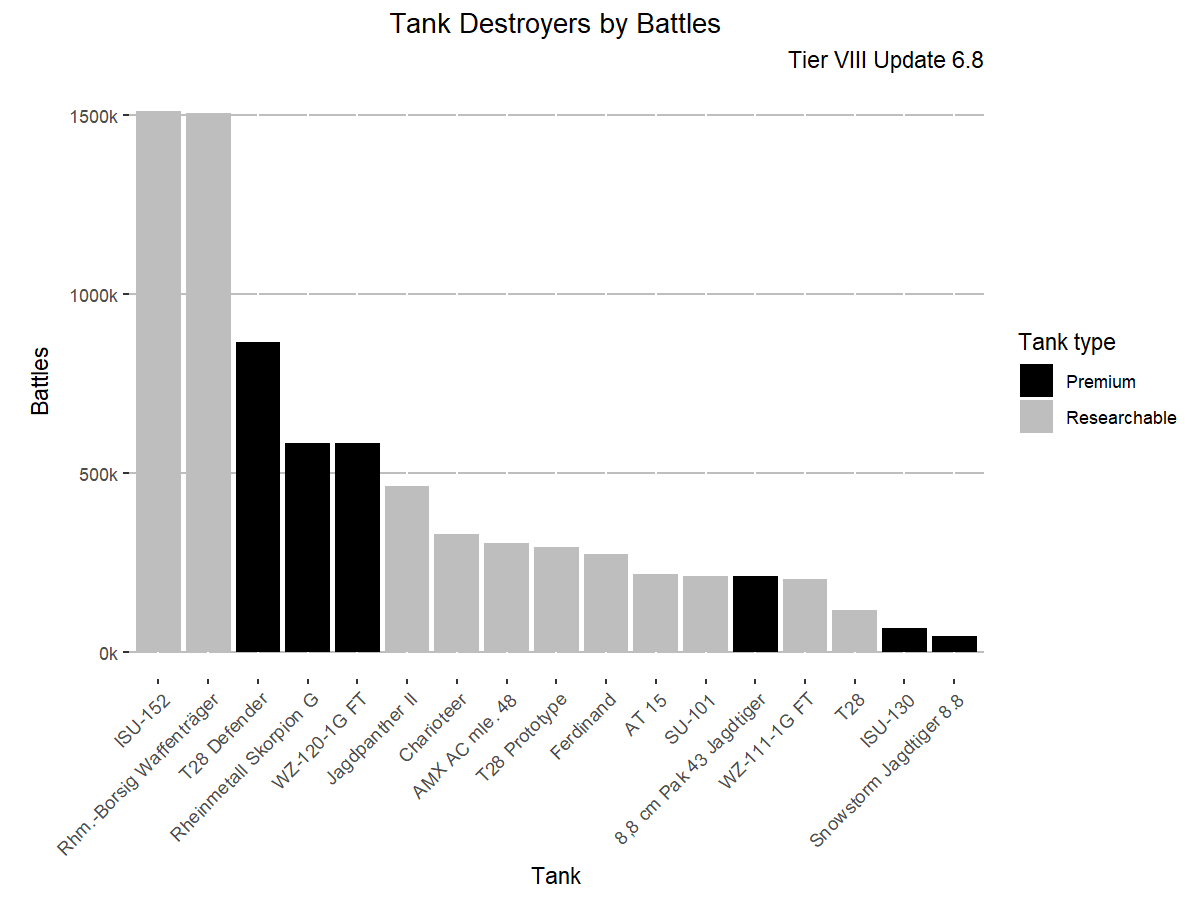 Tank Destroyers by Battles
Tier VIII Update 6.8
1500k
1000k
500k
0k
Battles
ISU-152
Rhm.-Borsig Waffenträger
T28 Defender
Rheinmetall Skorpion G
WZ-120-1G FT
Jagdpanther II
Charioteer
AMX AC mle. 48
T28 Prototype
Ferdinand
AT 15
SU-101
8,8 cm Pak 43 Jagdtiger
WZ-111-1G FT
T28
ISU-130
Snowstorm Jagdtiger 8.8
Tank
Tank type
Premium
Researchable